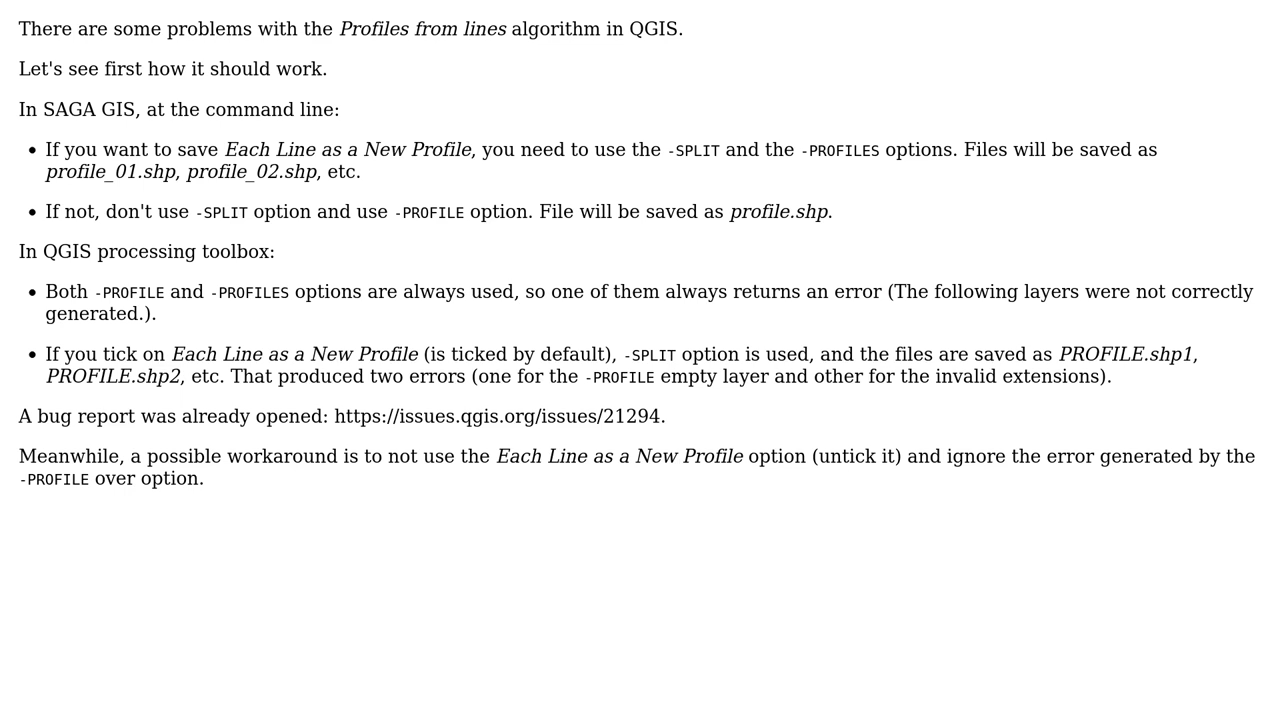 There are some problems with the Profiles from lines algorithm in QGIS.
Let's see first how it should work.
In SAGA GIS, at the command line:
• If you want to save Each Line as a New Profile, you need to use the -SPLIT and the -PROFILES options. Files will be saved as
profile_01.shp, profile_02.shp, etc.
• If not, don't use -SPLIT option and use -PROFILE option. File will be saved as profile.shp.
In QGIS processing toolbox:
• Both -PROFILE and -PROFILES options are always used, so one of them always returns an error (The following layers were not correctly
generated.).
• If you tick on Each Line as a New Profile (is ticked by default), -SPLIT option is used, and the files are saved as PROFILE.shp1,
PROFILE.shp2, etc. That produced two errors (one for the -PROFILE empty layer and other for the invalid extensions).
A bug report was already opened: https://issues.qgis.org/issues/21294.
Meanwhile, a possible workaround is to not use the Each Line as a New Profile option (untick it) and ignore the error generated by the
-PROFILE over option.